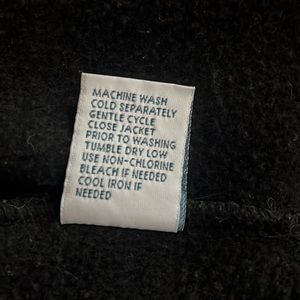 MACHINE WASH
COLD SEPARATELY
GENTLE CYCLE
CLOSE JACKET
PRIOR TO WASHING
TUMBLE DRY LOW
USE NON-CHLORINE
BLEACH IF NEEDED
COOL IRON IF
NEEDED